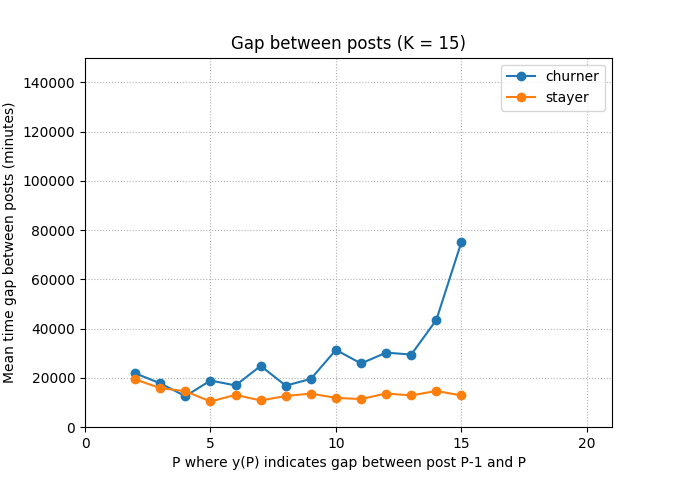 Gap between posts (K = 15)
churner
stayer
Mean time gap between posts (minutes)
140000
120000
100000
80000
60000
40000
20000
0
0 5 10 15 20
P where y(P) indicates gap between post P-1 and P